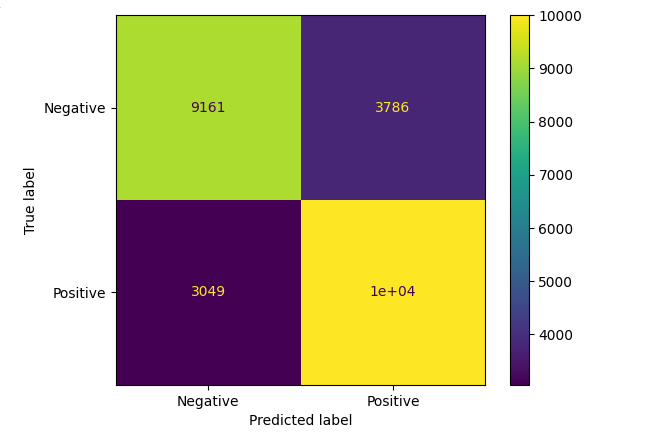 Negative
9161
3786
Positive
3049
1e+04
Negative
Positive
Predicted label
True label
10000
9000
8000
7000
6000
5000
4000